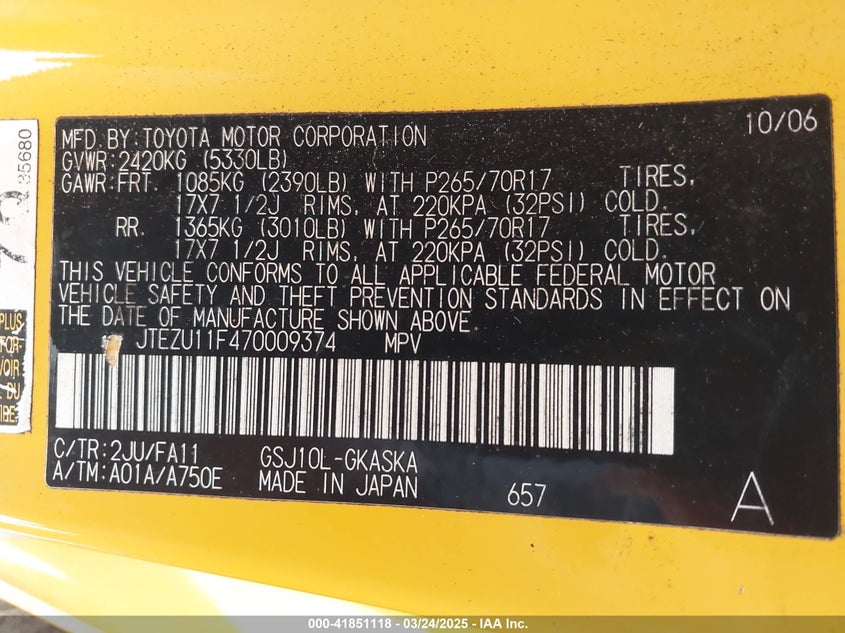 10/06
MFD. BY: TOYOTA MOTOR CORPORATION
GVWR: 2420KG (5330LB)
GAWR: FRT. 1085KG (2390LB) WITH P265/70R17 TIRES,
17X7 1/2J RIMS, AT 220KPA (32PSI) COLD.
RR. 1365KG (3010LB) WITH P265/70R17 TIRES,
17X7 1/2J RIMS, AT 220KPA (32PSI) COLD.
THIS VEHICLE CONFORMS TO ALL APPLICABLE FEDERAL MOTOR
VEHICLE SAFETY AND THEFT PREVENTION STANDARDS IN EFFECT ON
THE DATE OF MANUFACTURE SHOWN ABOVE.
JTEZU11F470009374 MPV
C/TR: 2JU/FA11 GSJ10L-GKASKA
A/TM: A01A/A750E MADE IN JAPAN 657 A
35680
PLUS
VOIR
DU
000-41851118 - 03/24/2025 - IAA Inc.